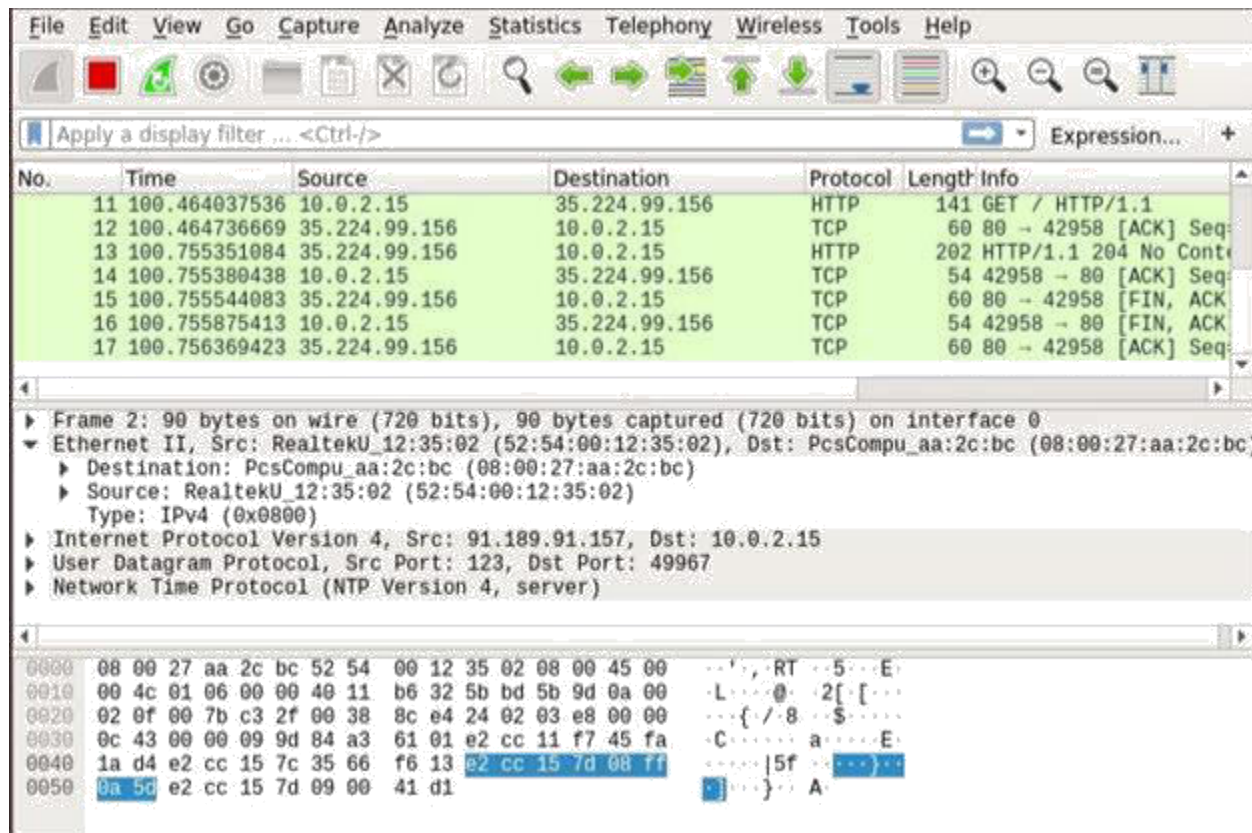 File Edit View Go Capture Analyze Statistics Telephony Wireless Tools Help
Apply a display filter ... <Ctrl-/> Expression... +
No. Time Source Destination Protocol Length Info
11 100.464037536 10.0.2.15 35.224.99.156 HTTP 141 GET / HTTP/1.1
12 100.464736669 35.224.99.156 10.0.2.15 TCP 60 80 → 42958 [ACK] Seq=
13 100.755351084 35.224.99.156 10.0.2.15 HTTP 202 HTTP/1.1 204 No Conte
14 100.755380438 10.0.2.15 35.224.99.156 TCP 54 42958 → 80 [ACK] Seq=
15 100.755544083 35.224.99.156 10.0.2.15 TCP 60 80 → 42958 [FIN, ACK
16 100.755875413 10.0.2.15 35.224.99.156 TCP 54 42958 → 80 [FIN, ACK
17 100.756369423 35.224.99.156 10.0.2.15 TCP 60 80 → 42958 [ACK] Seq=
Frame 2: 90 bytes on wire (720 bits), 90 bytes captured (720 bits) on interface 0
Ethernet II, Src: RealtekU_12:35:02 (52:54:00:12:35:02), Dst: PcsCompu_aa:2c:bc (08:00:27:aa:2c:bc)
Destination: PcsCompu_aa:2c:bc (08:00:27:aa:2c:bc)
Source: RealtekU_12:35:02 (52:54:00:12:35:02)
Type: IPv4 (0x0800)
Internet Protocol Version 4, Src: 91.189.91.157, Dst: 10.0.2.15
User Datagram Protocol, Src Port: 123, Dst Port: 49967
Network Time Protocol (NTP Version 4, server)
0000 08 00 27 aa 2c bc 52 54 00 12 35 02 08 00 45 00 ··'·,·RT ··5···E·
0010 00 4c 01 06 00 00 40 11 b6 32 5b bd 5b 9d 0a 00 ·L····@· ·2[·[···
0020 02 0f 00 7b c3 2f 00 38 8c e4 24 02 03 e8 00 00 ···{·/·8 ··$·····
0030 0c 43 00 00 09 9d 84 a3 61 01 e2 cc 11 f7 45 fa ·C······ a·····E·
0040 1a d4 e2 cc 15 7c 35 66 f6 13 e2 cc 15 7d 08 ff ·····|5f ·····}··
0050 0a 5d e2 cc 15 7d 09 00 41 d1 ·]···}·· A·